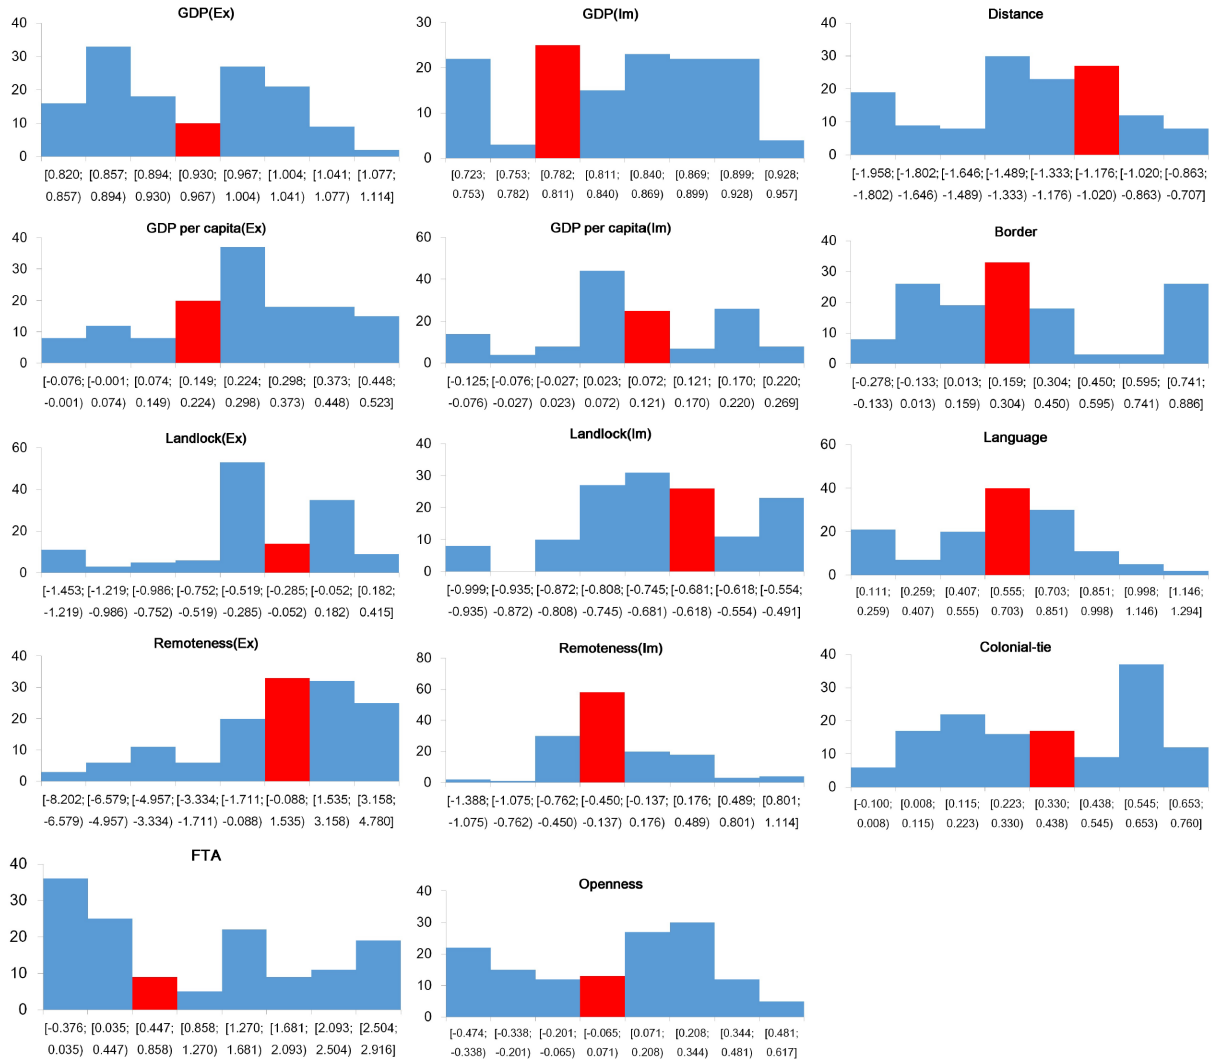 GDP(Ex)
40
30
20
10
0
[0.820; [0.857; [0.894; [0.930; [0.967; [1.004; [1.041; [1.077;
0.857) 0.894) 0.930) 0.967) 1.004) 1.041) 1.077) 1.114]
GDP(Im)
30
20
10
0
[0.723; [0.753; [0.782; [0.811; [0.840; [0.869; [0.899; [0.928;
0.753) 0.782) 0.811) 0.840) 0.869) 0.899) 0.928) 0.957]
Distance
40
30
20
10
0
[-1.958; [-1.802; [-1.646; [-1.489; [-1.333; [-1.176; [-1.020; [-0.863;
-1.802) -1.646) -1.489) -1.333) -1.176) -1.020) -0.863) -0.707]
GDP per capita(Ex)
40
30
20
10
0
[-0.076; [-0.001; [0.074; [0.149; [0.224; [0.298; [0.373; [0.448;
-0.001) 0.074) 0.149) 0.224) 0.298) 0.373) 0.448) 0.523]
GDP per capita(Im)
60
40
20
0
[-0.125; [-0.076; [-0.027; [0.023; [0.072; [0.121; [0.170; [0.220;
-0.076) -0.027) 0.023) 0.072) 0.121) 0.170) 0.220) 0.269]
Border
40
30
20
10
0
[-0.278; [-0.133; [0.013; [0.159; [0.304; [0.450; [0.595; [0.741;
-0.133) 0.013) 0.159) 0.304) 0.450) 0.595) 0.741) 0.886]
Landlock(Ex)
60
40
20
0
[-1.453; [-1.219; [-0.986; [-0.752; [-0.519; [-0.285; [-0.052; [0.182;
-1.219) -0.986) -0.752) -0.519) -0.285) -0.052) 0.182) 0.415]
Landlock(Im)
40
30
20
10
0
[-0.999; [-0.935; [-0.872; [-0.808; [-0.745; [-0.681; [-0.618; [-0.554;
-0.935) -0.872) -0.808) -0.745) -0.681) -0.618) -0.554) -0.491]
Language
60
40
20
0
[0.111; [0.259; [0.407; [0.555; [0.703; [0.851; [0.998; [1.146;
0.259) 0.407) 0.555) 0.703) 0.851) 0.998) 1.146) 1.294]
Remoteness(Ex)
40
30
20
10
0
[-8.202; [-6.579; [-4.957; [-3.334; [-1.711; [-0.088; [1.535; [3.158;
-6.579) -4.957) -3.334) -1.711) -0.088) 1.535) 3.158) 4.780]
Remoteness(Im)
80
60
40
20
0
[-1.388; [-1.075; [-0.762; [-0.450; [-0.137; [0.176; [0.489; [0.801;
-1.075) -0.762) -0.450) -0.137) 0.176) 0.489) 0.801) 1.114]
Colonial-tie
40
30
20
10
0
[-0.100; [0.008; [0.115; [0.223; [0.330; [0.438; [0.545; [0.653;
0.008) 0.115) 0.223) 0.330) 0.438) 0.545) 0.653) 0.760]
FTA
40
30
20
10
0
[-0.376; [0.035; [0.447; [0.858; [1.270; [1.681; [2.093; [2.504;
0.035) 0.447) 0.858) 1.270) 1.681) 2.093) 2.504) 2.916]
Openness
40
30
20
10
0
[-0.474; [-0.338; [-0.201; [-0.065; [0.071; [0.208; [0.344; [0.481;
-0.338) -0.201) -0.065) 0.071) 0.208) 0.344) 0.481) 0.617]